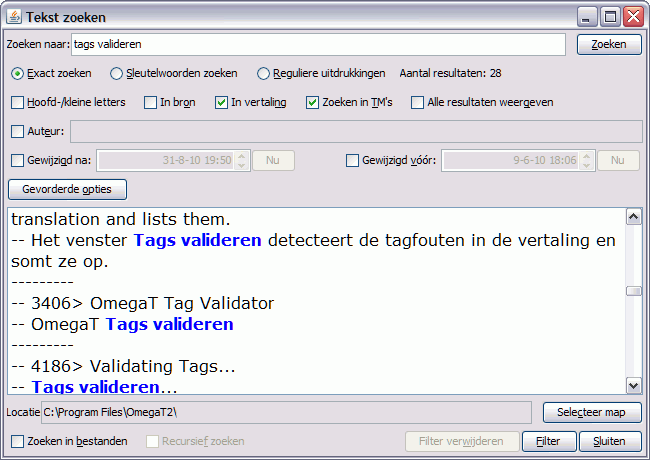 Tekst zoeken
Zoeken naar: tags valideren Zoeken
Exact zoeken Sleutelwoorden zoeken Reguliere uitdrukkingen Aantal resultaten: 28
Hoofd-/kleine letters In bron In vertaling Zoeken in TM's Alle resultaten weergeven
Auteur:
Gewijzigd na: 31-8-10 19:50 Nu Gewijzigd vóór: 9-6-10 18:06 Nu
Gevorderde opties
translation and lists them.
-- Het venster Tags valideren detecteert de tagfouten in de vertaling en
somt ze op.
---------
-- 3406> OmegaT Tag Validator
-- OmegaT Tags valideren
---------
-- 4186> Validating Tags...
-- Tags valideren...
Locatie C:\Program Files\OmegaT2\ Selecteer map
Zoeken in bestanden Recursief zoeken Filter verwijderen Filter Sluiten